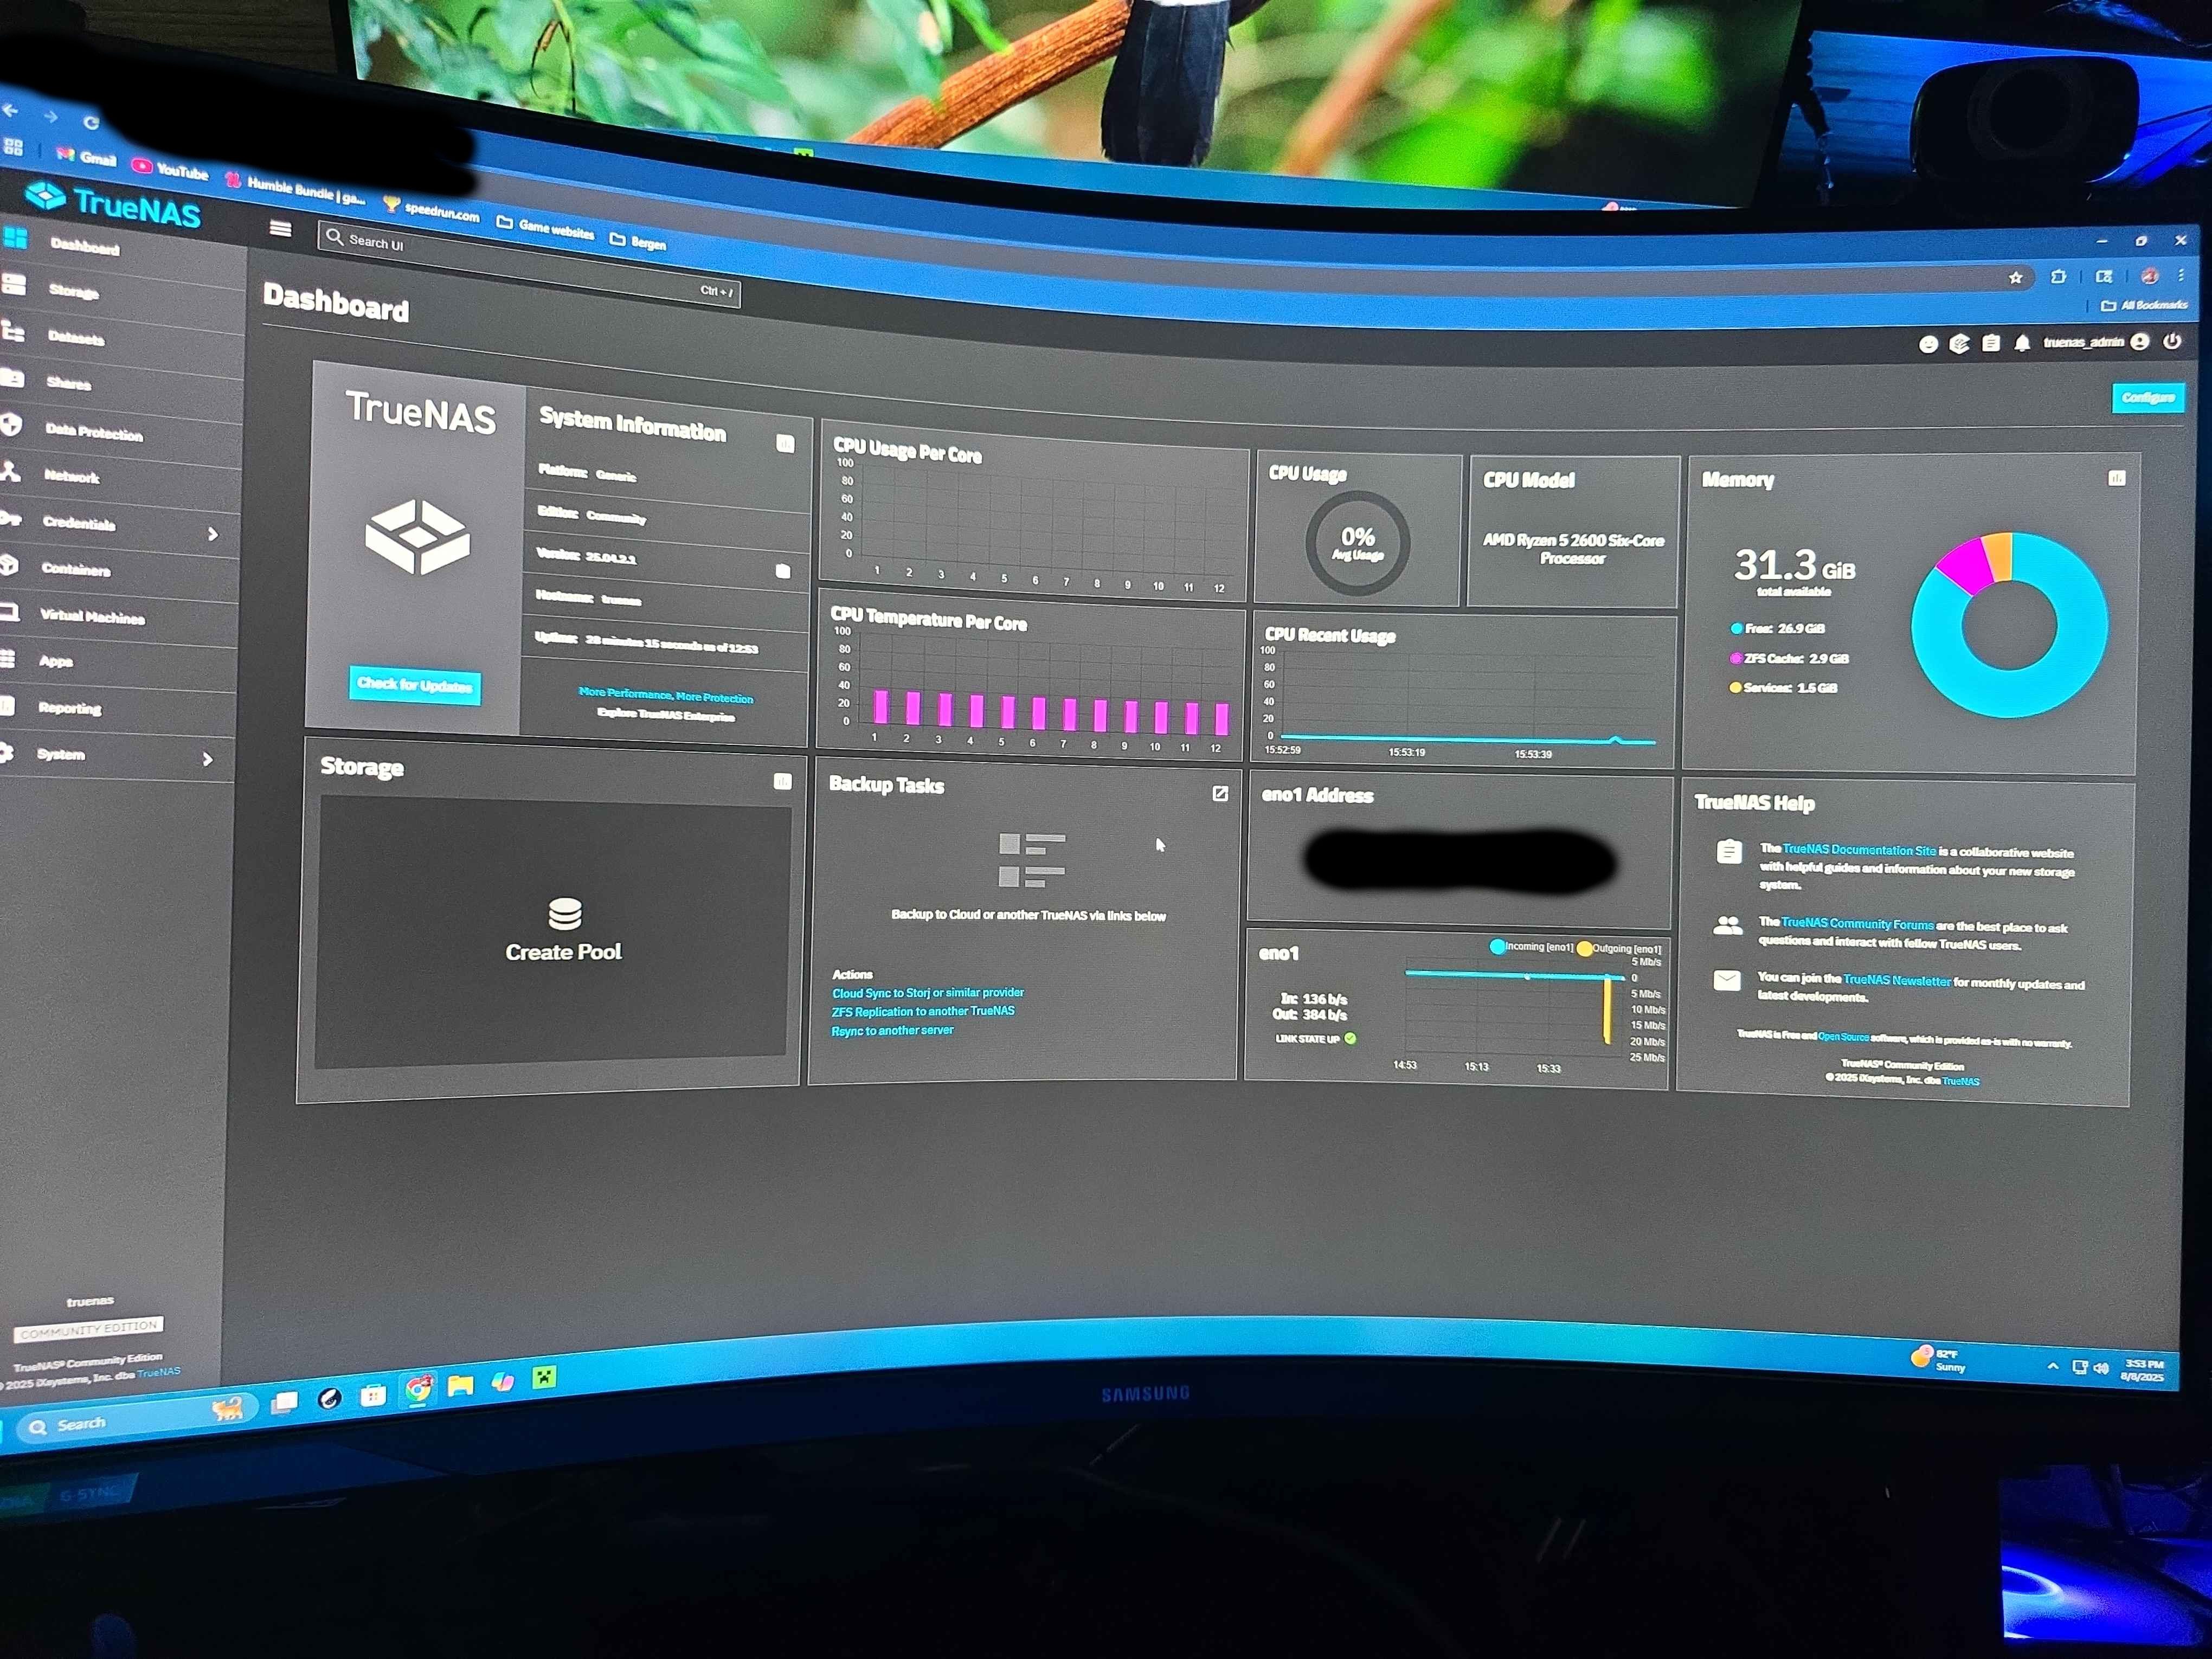 Gmail
YouTube
Humble Bundle | ga...
speedrun.com
Game websites
Bergen
All Bookmarks
TrueNAS
Search UI
Ctrl + /
truenas_admin
Dashboard
Storage
Datasets
Shares
Data Protection
Network
Credentials
Containers
Virtual Machines
Apps
Reporting
System
truenas
COMMUNITY EDITION
TrueNAS® Community Edition
© 2025 iXsystems, Inc. dba TrueNAS
Dashboard
Configure
TrueNAS
Check for Updates
System Information
Platform: Generic
Edition: Community
Version: 25.04.2.1
Hostname: truenas
Uptime: 28 minutes 15 seconds as of 12:53
More Performance, More Protection
Explore TrueNAS Enterprise
CPU Usage Per Core
100
80
60
40
20
0
1 2 3 4 5 6 7 8 9 10 11 12
CPU Temperature Per Core
100
80
60
40
20
0
1 2 3 4 5 6 7 8 9 10 11 12
CPU Usage
0%
Avg Usage
CPU Model
AMD Ryzen 5 2600 Six-Core
Processor
CPU Recent Usage
100
80
60
40
20
0
15:52:59 15:53:19 15:53:39
Memory
31.3 GiB
total available
Free: 26.9 GiB
ZFS Cache: 2.9 GiB
Services: 1.5 GiB
Storage
Create Pool
Backup Tasks
Backup to Cloud or another TrueNAS via links below
Actions
Cloud Sync to Storj or similar provider
ZFS Replication to another TrueNAS
Rsync to another server
eno1 Address
eno1
Incoming [eno1] Outgoing [eno1]
In: 136 b/s
Out: 384 b/s
LINK STATE UP
5 Mb/s
0
5 Mb/s
10 Mb/s
15 Mb/s
20 Mb/s
25 Mb/s
14:53 15:13 15:33
TrueNAS Help
The TrueNAS Documentation Site is a collaborative website
with helpful guides and information about your new storage
system.
The TrueNAS Community Forums are the best place to ask
questions and interact with fellow TrueNAS users.
You can join the TrueNAS Newsletter for monthly updates and
latest developments.
TrueNAS is Free and Open Source software, which is provided as-is with no warranty.
TrueNAS® Community Edition
© 2025 iXsystems, Inc. dba TrueNAS
Search
82°F
Sunny
3:53 PM
8/8/2025
SAMSUNG
G-SYNC